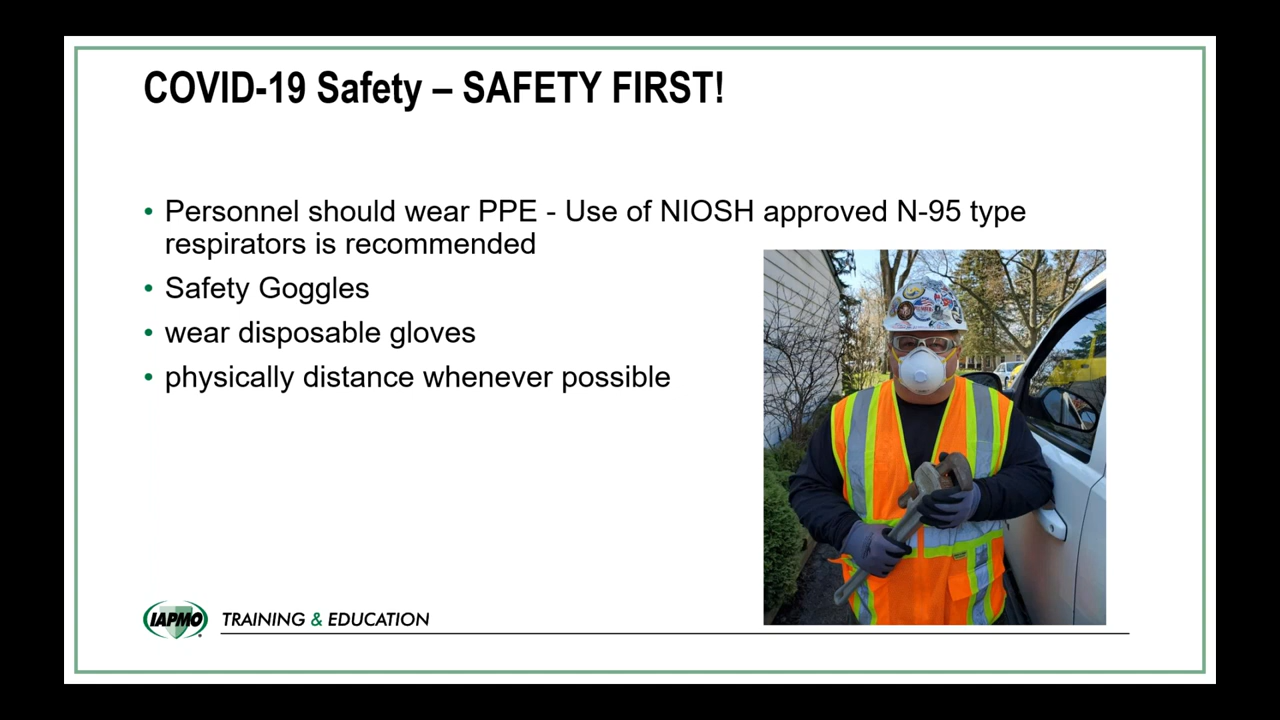 COVID-19 Safety – SAFETY FIRST!
• Personnel should wear PPE - Use of NIOSH approved N-95 type
respirators is recommended
• Safety Goggles
• wear disposable gloves
• physically distance whenever possible
IAPMO TRAINING & EDUCATION